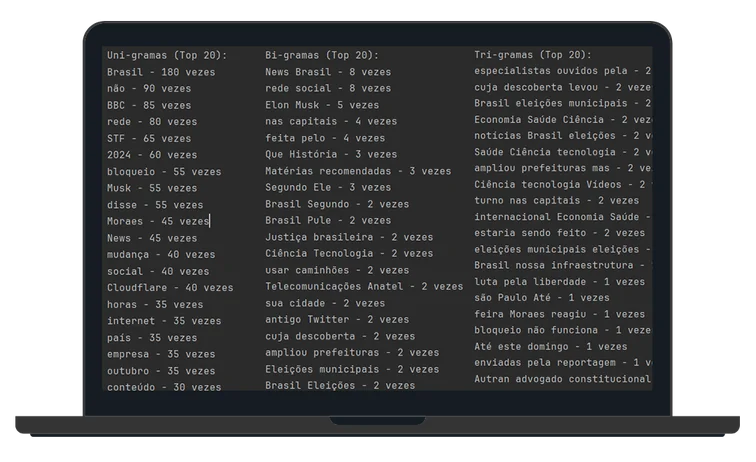 Uni-gramas (Top 20):
Brasil - 180 vezes
não - 90 vezes
BBC - 85 vezes
rede - 80 vezes
STF - 65 vezes
2024 - 60 vezes
bloqueio - 55 vezes
Musk - 55 vezes
disse - 55 vezes
Moraes - 45 vezes
News - 45 vezes
mudança - 40 vezes
social - 40 vezes
Cloudflare - 40 vezes
horas - 35 vezes
internet - 35 vezes
país - 35 vezes
empresa - 35 vezes
outubro - 35 vezes
conteúdo - 30 vezes
Bi-gramas (Top 20):
News Brasil - 8 vezes
rede social - 8 vezes
Elon Musk - 5 vezes
nas capitais - 4 vezes
feita pelo - 4 vezes
Que História - 3 vezes
Matérias recomendadas - 3 vezes
Segundo Ele - 3 vezes
Brasil Segundo - 2 vezes
Brasil Pule - 2 vezes
Justiça brasileira - 2 vezes
Ciência Tecnologia - 2 vezes
usar caminhões - 2 vezes
Telecomunicações Anatel - 2 vezes
sua cidade - 2 vezes
antigo Twitter - 2 vezes
cuja descoberta - 2 vezes
ampliou prefeituras - 2 vezes
Eleições municipais - 2 vezes
Brasil Eleições - 2 vezes
Tri-gramas (Top 20):
especialistas ouvidos pela - 2
cuja descoberta levou - 2 veze
Brasil eleições municipais - 2
Economia Saúde Ciência - 2 vez
notícias Brasil eleições - 2 v
Saúde Ciência tecnologia - 2 v
ampliou prefeituras mas - 2 ve
Ciência tecnologia Vídeos - 2
turno nas capitais - 2 vezes
internacional Economia Saúde -
estaria sendo feito - 2 vezes
eleições municipais eleições -
Brasil nossa infraestrutura -
luta pela liberdade - 1 vezes
são Paulo Até - 1 vezes
feira Moraes reagiu - 1 vezes
bloqueio não funciona - 1 veze
Até este domingo - 1 vezes
enviadas pela reportagem - 1 v
Autran advogado constitucional